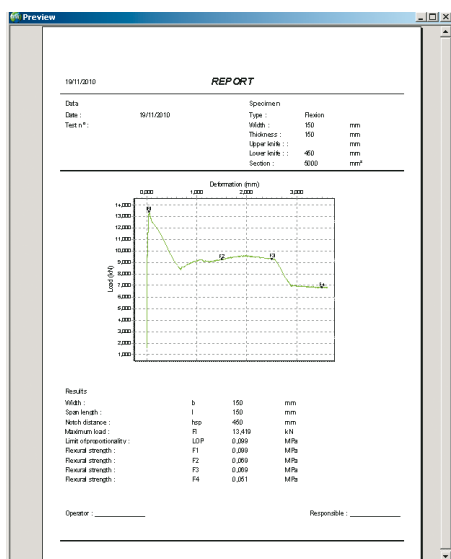 Preview
19/11/2010 REPORT
Data Specimen
Date : 19/11/2010 Type : Flexion
Test n° : Width : 150 mm
Thickness : 150 mm
Upper knife : : mm
Lower knife : : 450 mm
Section : 5000 mm²
Deformation (mm)
0,000 1,000 2,000 3,000
Load (kN)
14,000
13,000
12,000
11,000
10,000
9,000
8,000
7,000
6,000
5,000
4,000
3,000
2,000
1,000
F2 F3
Results
Width : b 150 mm
Span length : l 150 mm
Notch distance : hsp 450 mm
Maximum load : Fl 13,419 kN
Limit of proportionality : LOP 0,099 MPa
Flexural strength : F1 0,099 MPa
Flexural strength : F2 0,069 MPa
Flexural strength : F3 0,069 MPa
Flexural strength : F4 0,051 MPa
Operator : Responsible :